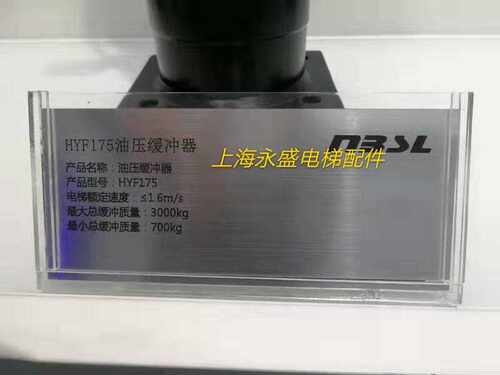 HYF175油压缓冲器
NBSL
上海永盛电梯配件
产品名称：油压缓冲器
产品型号：HYF175
电梯额定速度：≤1.6m/s
最大总缓冲质量：3000kg
最小总缓冲质量：700kg